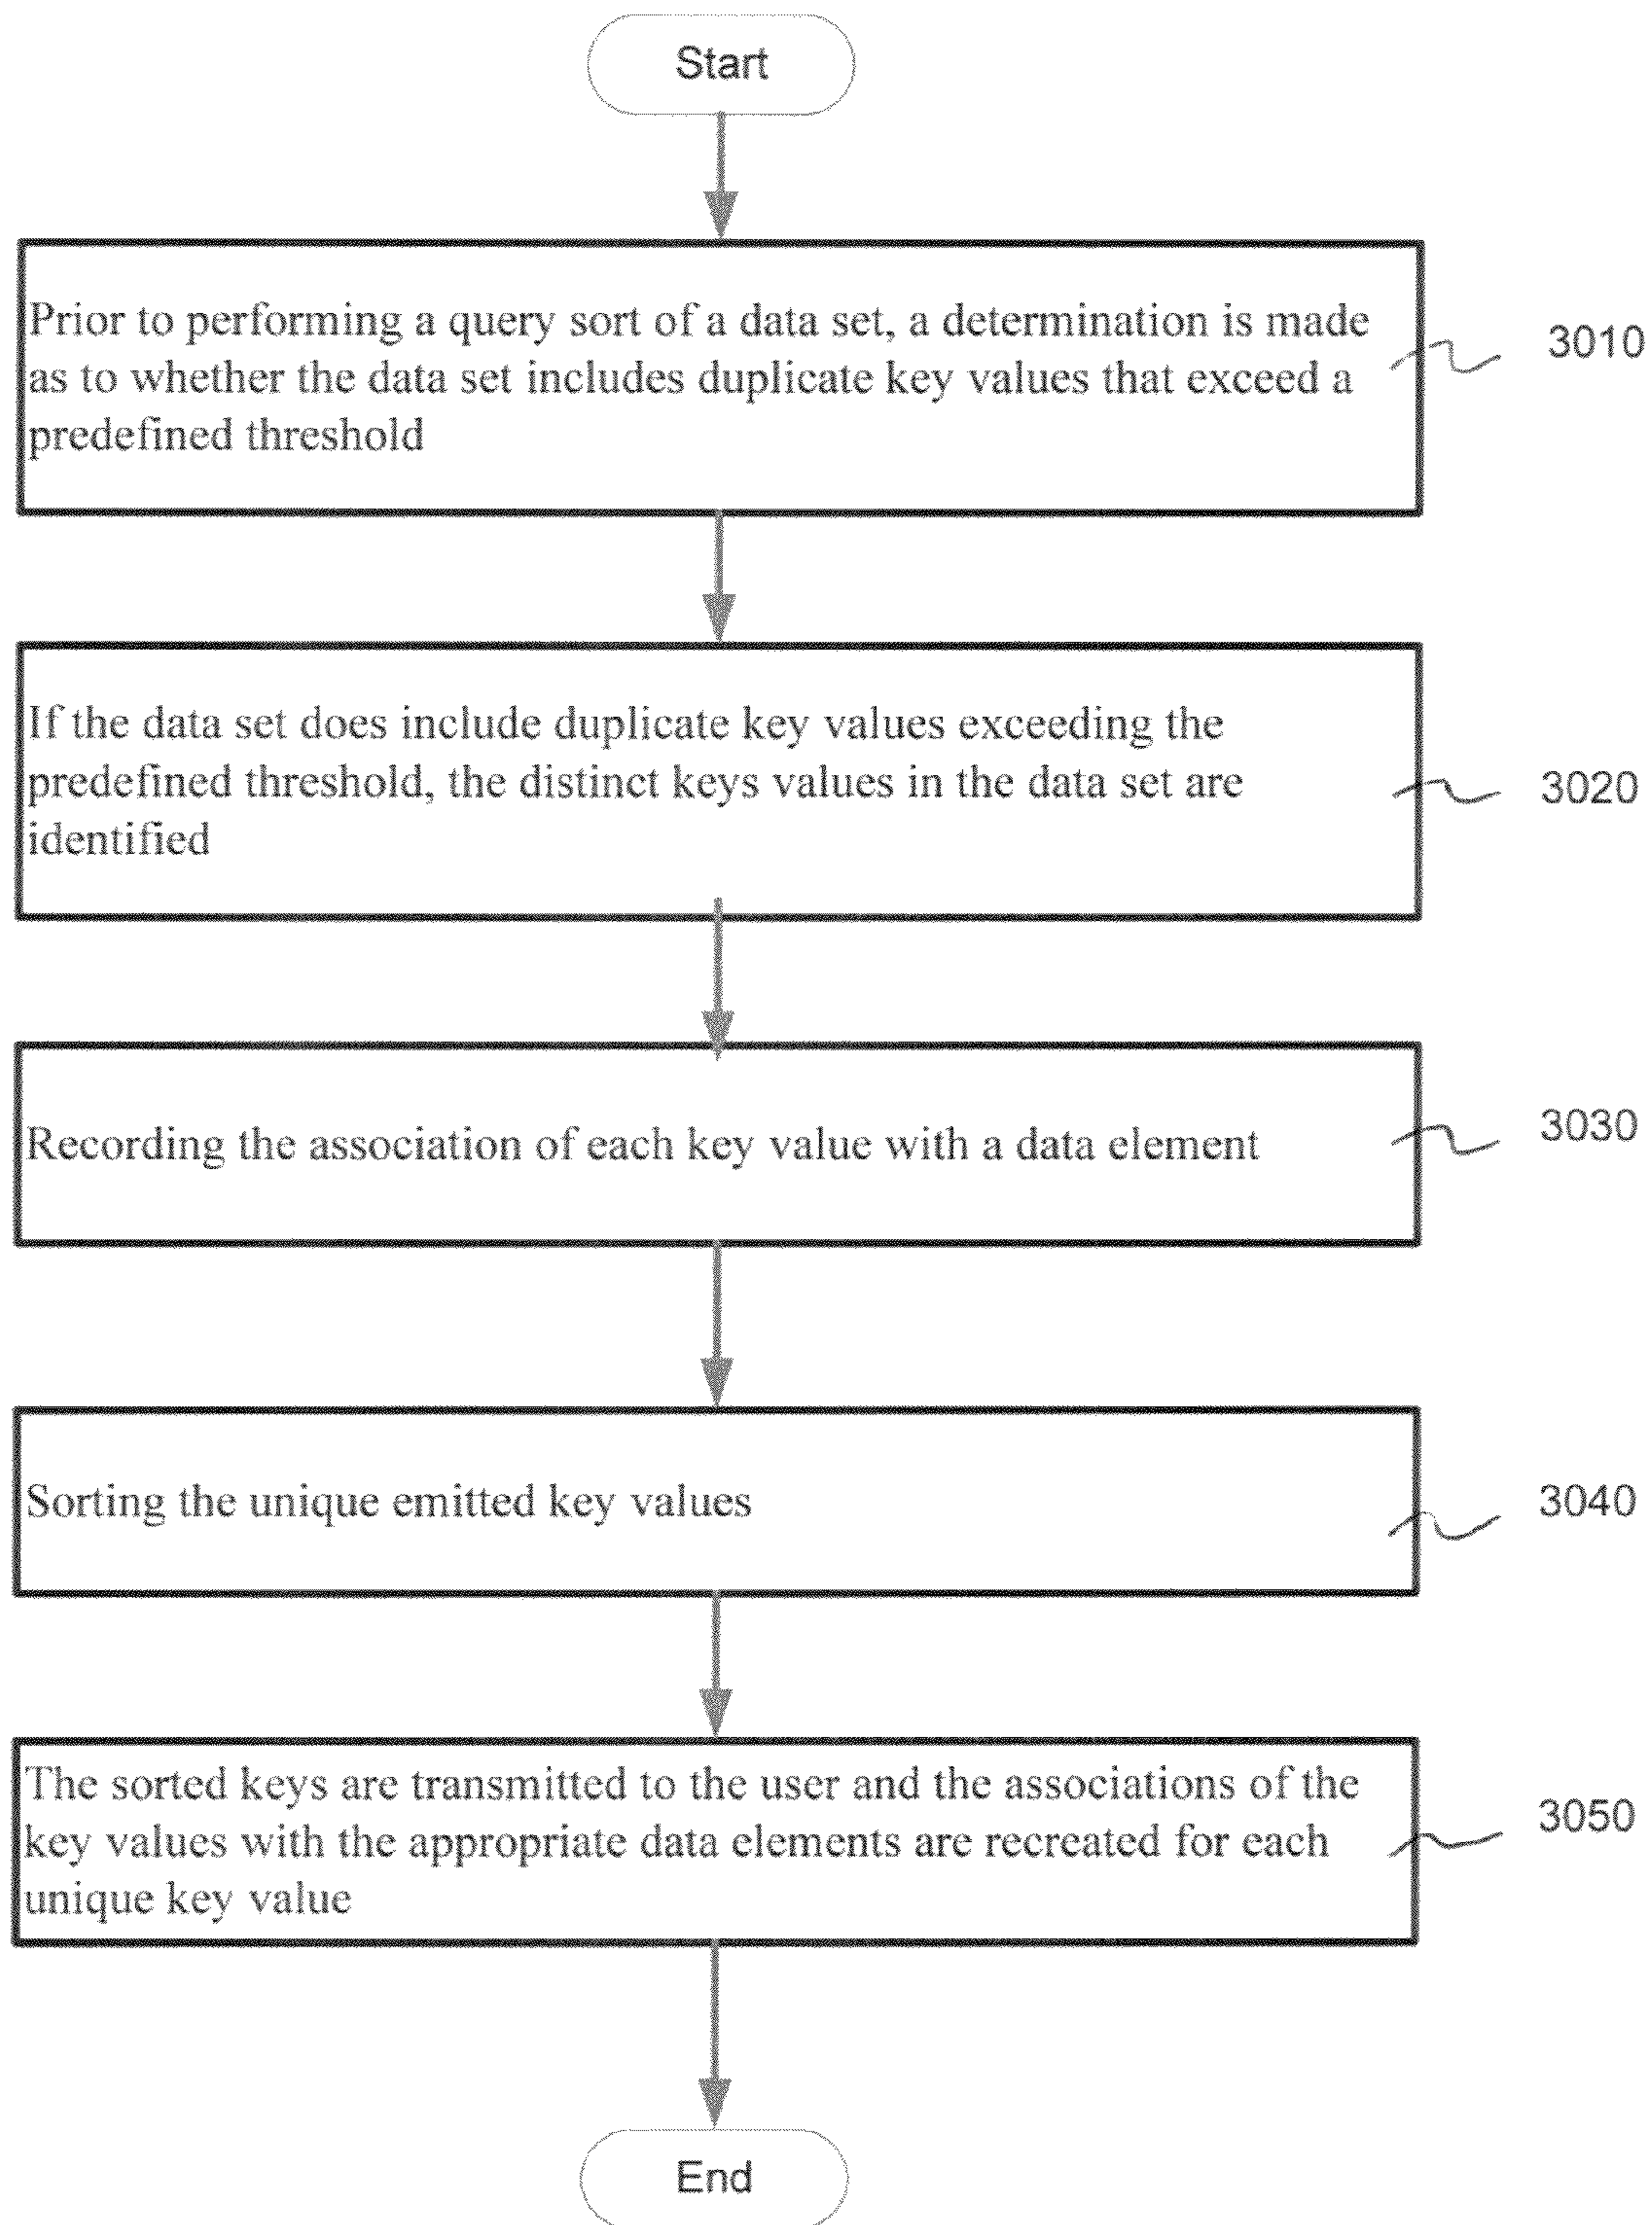 Start
Prior to performing a query sort of a data set, a determination is made
as to whether the data set includes duplicate key values that exceed a
predefined threshold
3010
If the data set does include duplicate key values exceeding the
predefined threshold, the distinct keys values in the data set are
identified
3020
Recording the association of each key value with a data element
3030
Sorting the unique emitted key values
3040
The sorted keys are transmitted to the user and the associations of the
key values with the appropriate data elements are recreated for each
unique key value
3050
End